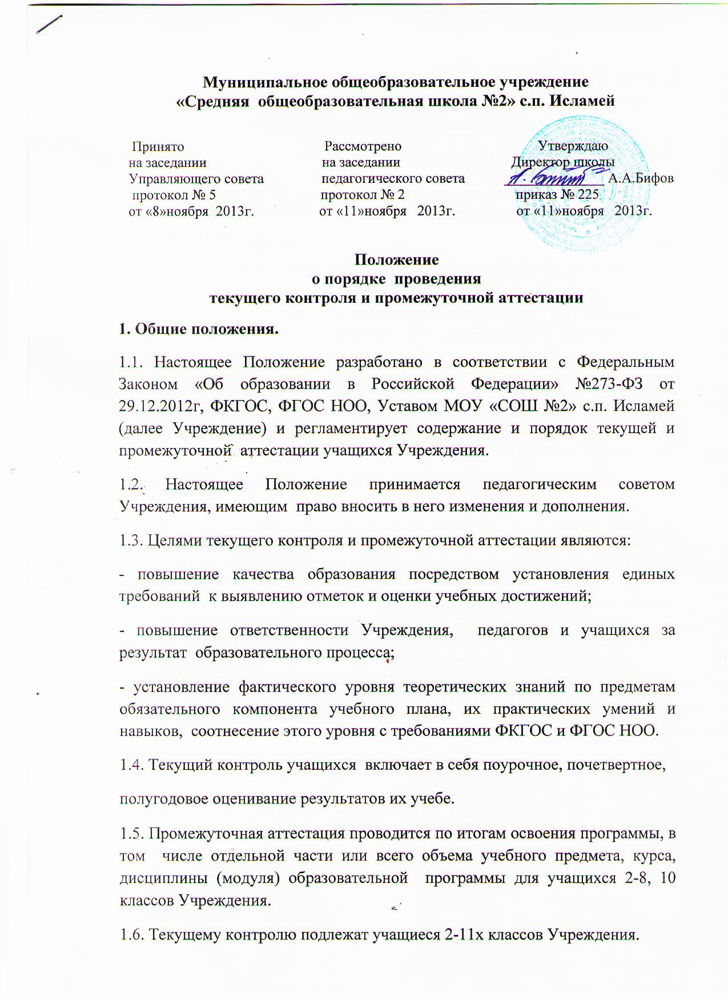 Муниципальное общеобразовательное учреждение
«Средняя общеобразовательная школа №2» с.п. Исламей
Принято
на заседании
Управляющего совета
протокол № 5
от «8»ноября 2013г.
Рассмотрено
на заседании
педагогического совета
протокол № 2
от «11»ноября 2013г.
Утверждаю
Директор школы
А.А.Бифов
приказ № 225
от «11»ноября 2013г.
Положение
о порядке проведения
текущего контроля и промежуточной аттестации
1. Общие положения.
1.1. Настоящее Положение разработано в соответствии с Федеральным
Законом «Об образовании в Российской Федерации» №273-ФЗ от
29.12.2012г, ФКГОС, ФГОС НОО, Уставом МОУ «СОШ №2» с.п. Исламей
(далее Учреждение) и регламентирует содержание и порядок текущей и
промежуточной аттестации учащихся Учреждения.
1.2. Настоящее Положение принимается педагогическим советом
Учреждения, имеющим право вносить в него изменения и дополнения.
1.3. Целями текущего контроля и промежуточной аттестации являются:
- повышение качества образования посредством установления единых
требований к выявлению отметок и оценки учебных достижений;
- повышение ответственности Учреждения, педагогов и учащихся за
результат образовательного процесса;
- установление фактического уровня теоретических знаний по предметам
обязательного компонента учебного плана, их практических умений и
навыков, соотнесение этого уровня с требованиями ФКГОС и ФГОС НОО.
1.4. Текущий контроль учащихся включает в себя поурочное, почетвертное,
полугодовое оценивание результатов их учебе.
1.5. Промежуточная аттестация проводится по итогам освоения программы, в
том числе отдельной части или всего объема учебного предмета, курса,
дисциплины (модуля) образовательной программы для учащихся 2-8, 10
классов Учреждения.
1.6. Текущему контролю подлежат учащиеся 2-11х классов Учреждения.